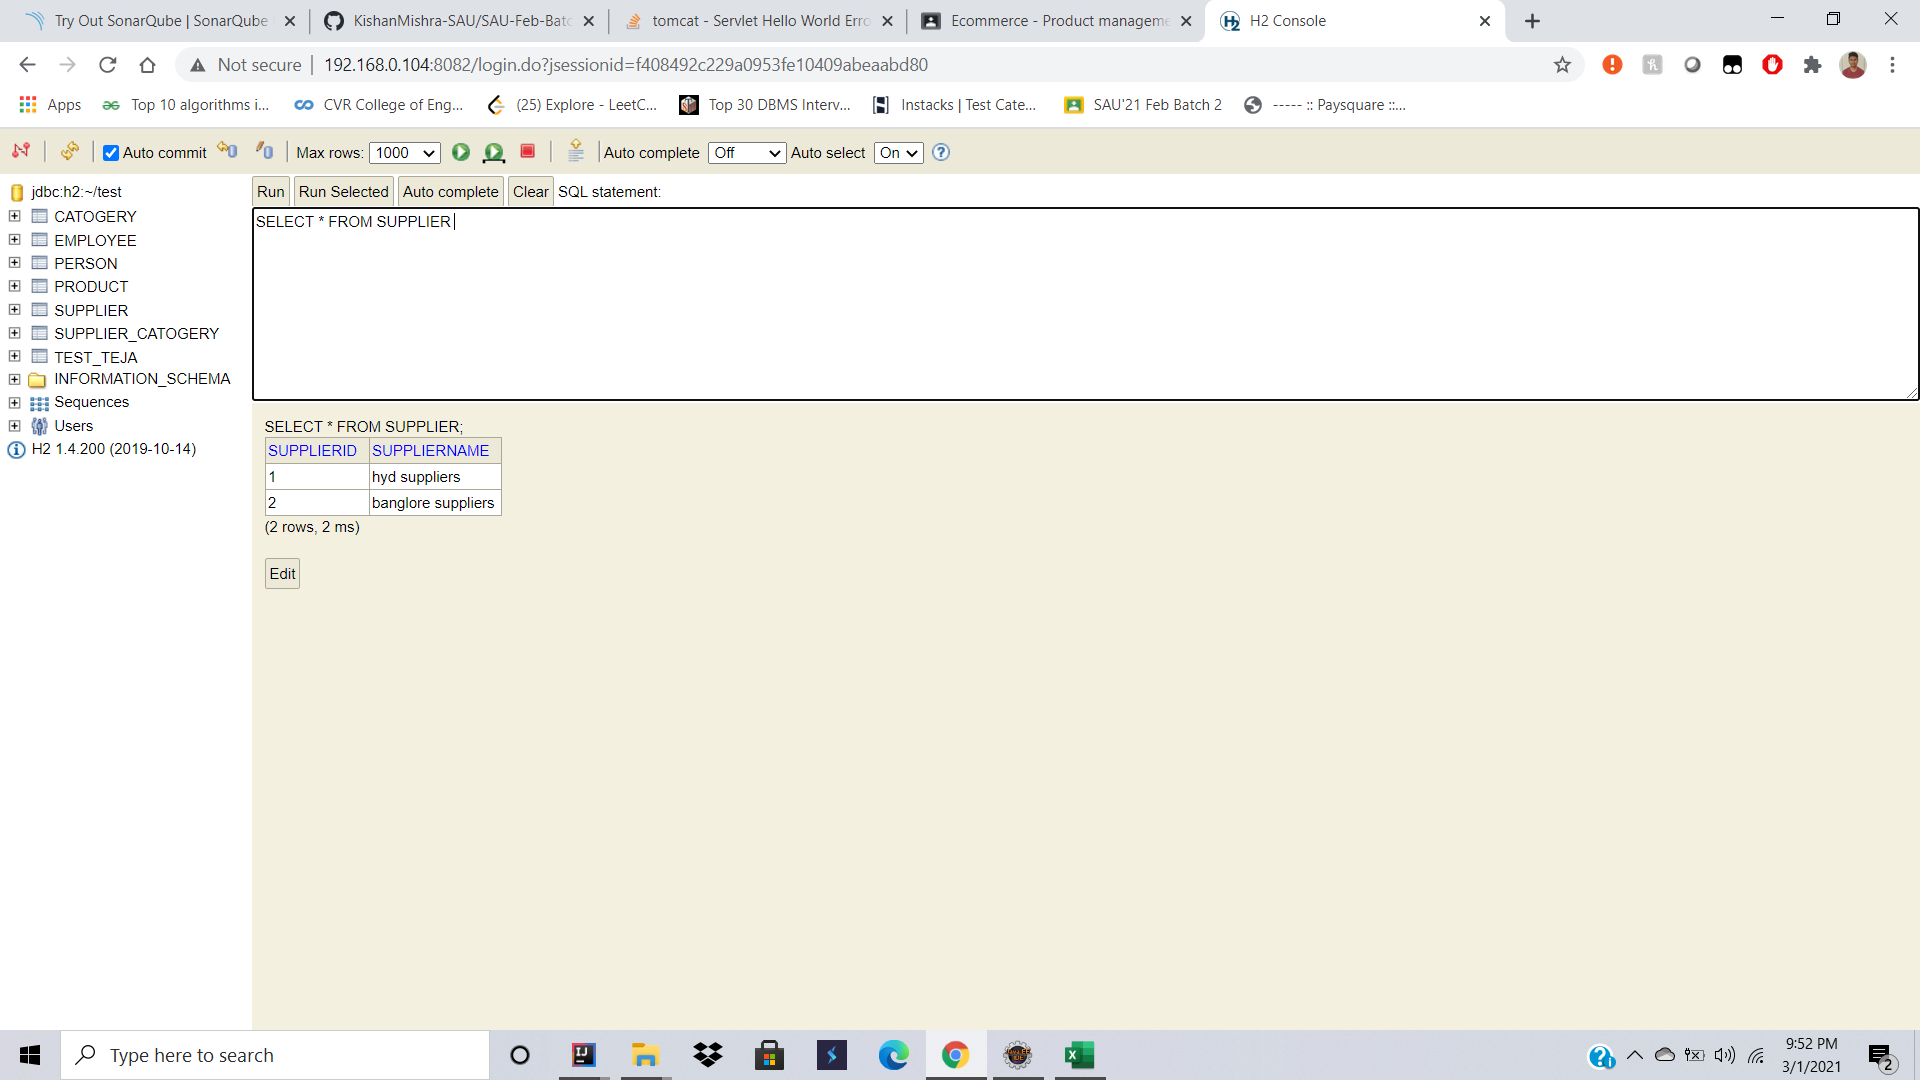 Try Out SonarQube | SonarQube
KishanMishra-SAU/SAU-Feb-Batc
tomcat - Servlet Hello World Erro
Ecommerce - Product manageme
H2 Console
Not secure
192.168.0.104:8082/login.do?jsessionid=f408492c229a0953fe10409abeaabd80
Apps
Top 10 algorithms i...
CVR College of Eng...
(25) Explore - LeetC...
Top 30 DBMS Interv...
Instacks | Test Cate...
SAU'21 Feb Batch 2
----- :: Paysquare ::...
Auto commit
Max rows: 1000
Auto complete Off
Auto select On
jdbc:h2:~/test
CATOGERY
EMPLOYEE
PERSON
PRODUCT
SUPPLIER
SUPPLIER_CATOGERY
TEST_TEJA
INFORMATION_SCHEMA
Sequences
Users
H2 1.4.200 (2019-10-14)
Run Run Selected Auto complete Clear SQL statement:
SELECT * FROM SUPPLIER
SELECT * FROM SUPPLIER;
SUPPLIERID SUPPLIERNAME
1 hyd suppliers
2 banglore suppliers
(2 rows, 2 ms)
Edit
Type here to search
9:52 PM
3/1/2021
2